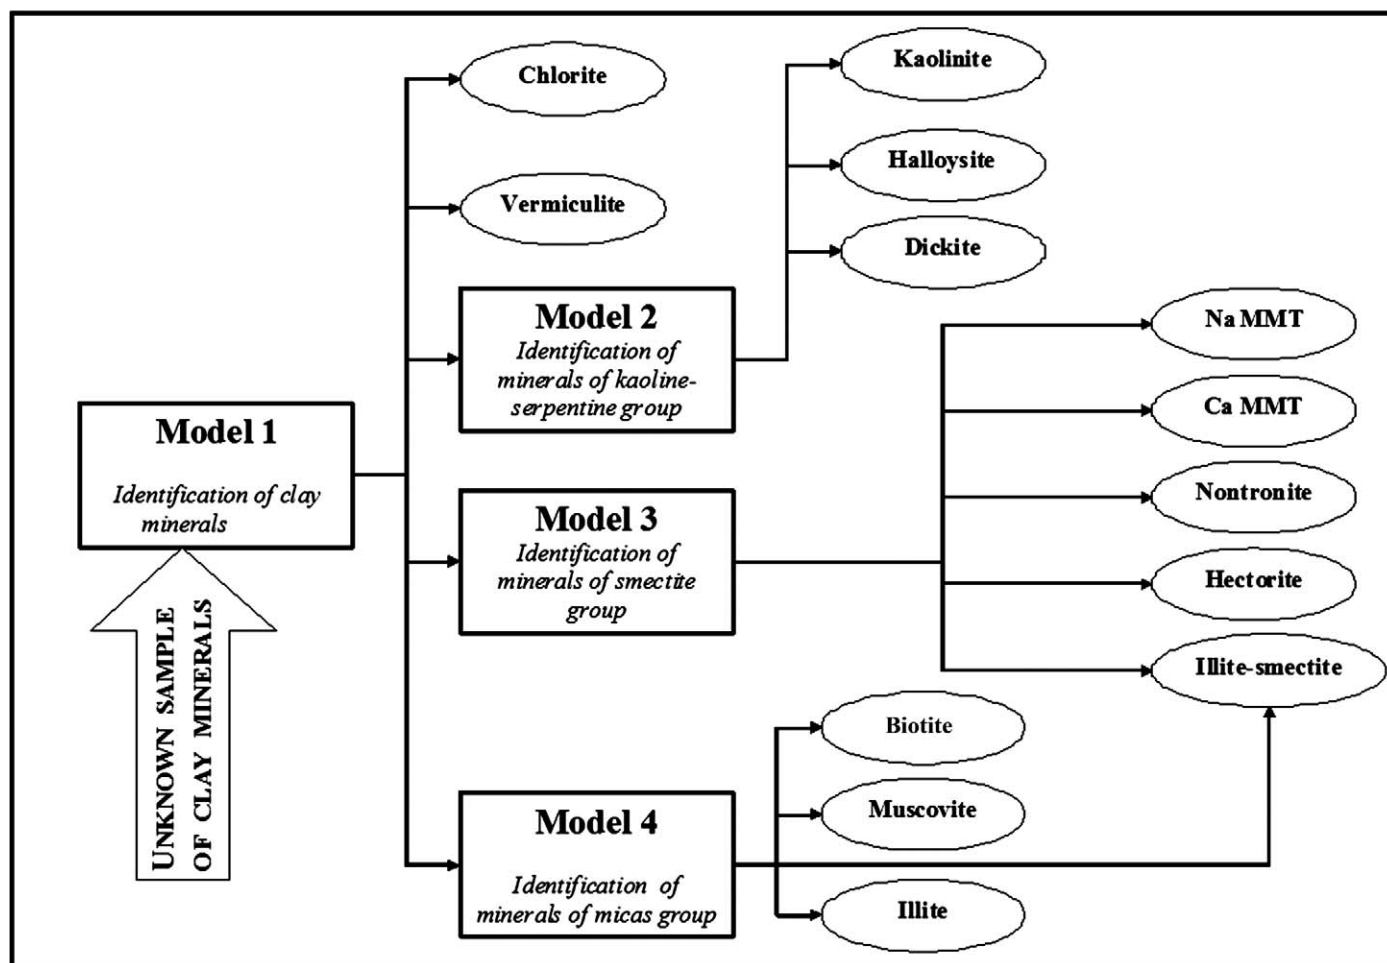 Chlorite
Vermiculite
Model 1
Identification of clay
minerals
UNKNOWN SAMPLE
OF CLAY MINERALS
Model 2
Identification of
minerals of kaoline-
serpentine group
Kaolinite
Halloysite
Dickite
Model 3
Identification of
minerals of smectite
group
Na MMT
Ca MMT
Nontronite
Hectorite
Illite-smectite
Model 4
Identification of
minerals of micas group
Biotite
Muscovite
Illite